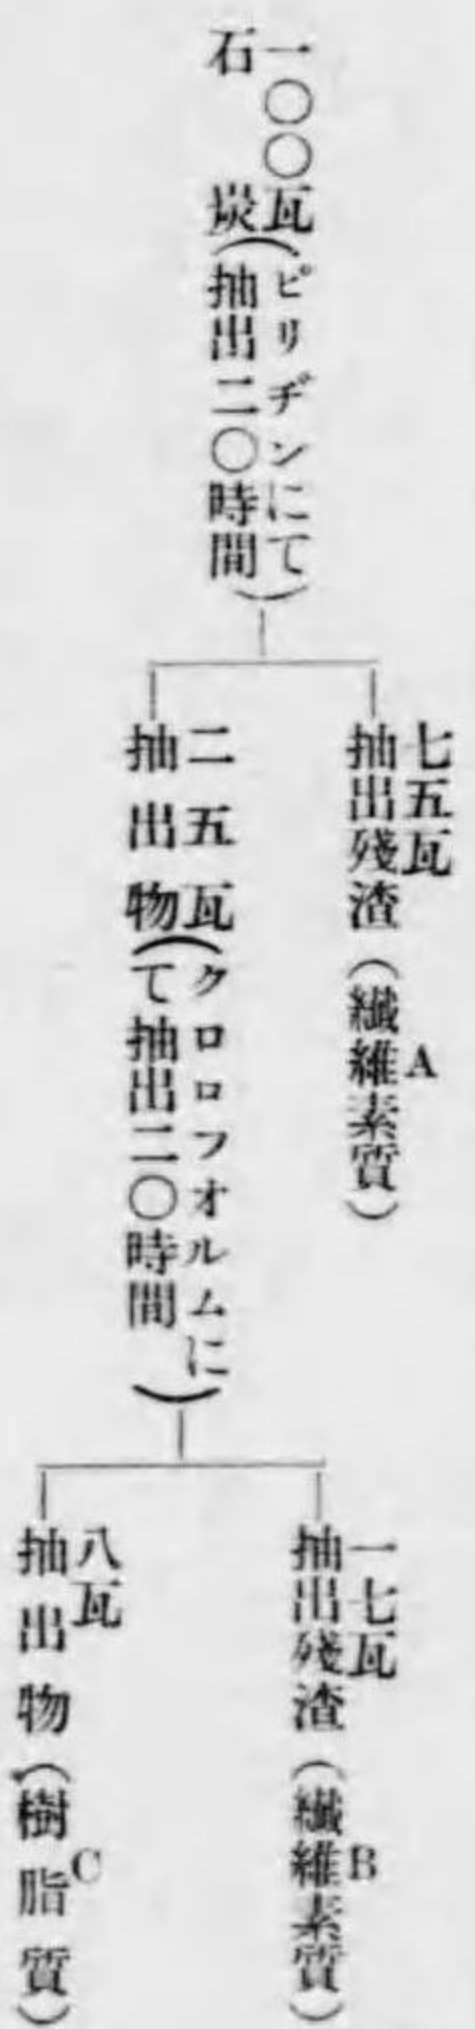 一〇〇瓦
石炭
(ピリヂンにて
抽出二〇時間)
七五瓦
抽出殘渣(纖維素質)
A
二五瓦
抽出物
(クロロフオルムに
て抽出二〇時間)
一七瓦
抽出殘渣(纖維素質)
B
八瓦
抽出物(樹脂質)
C